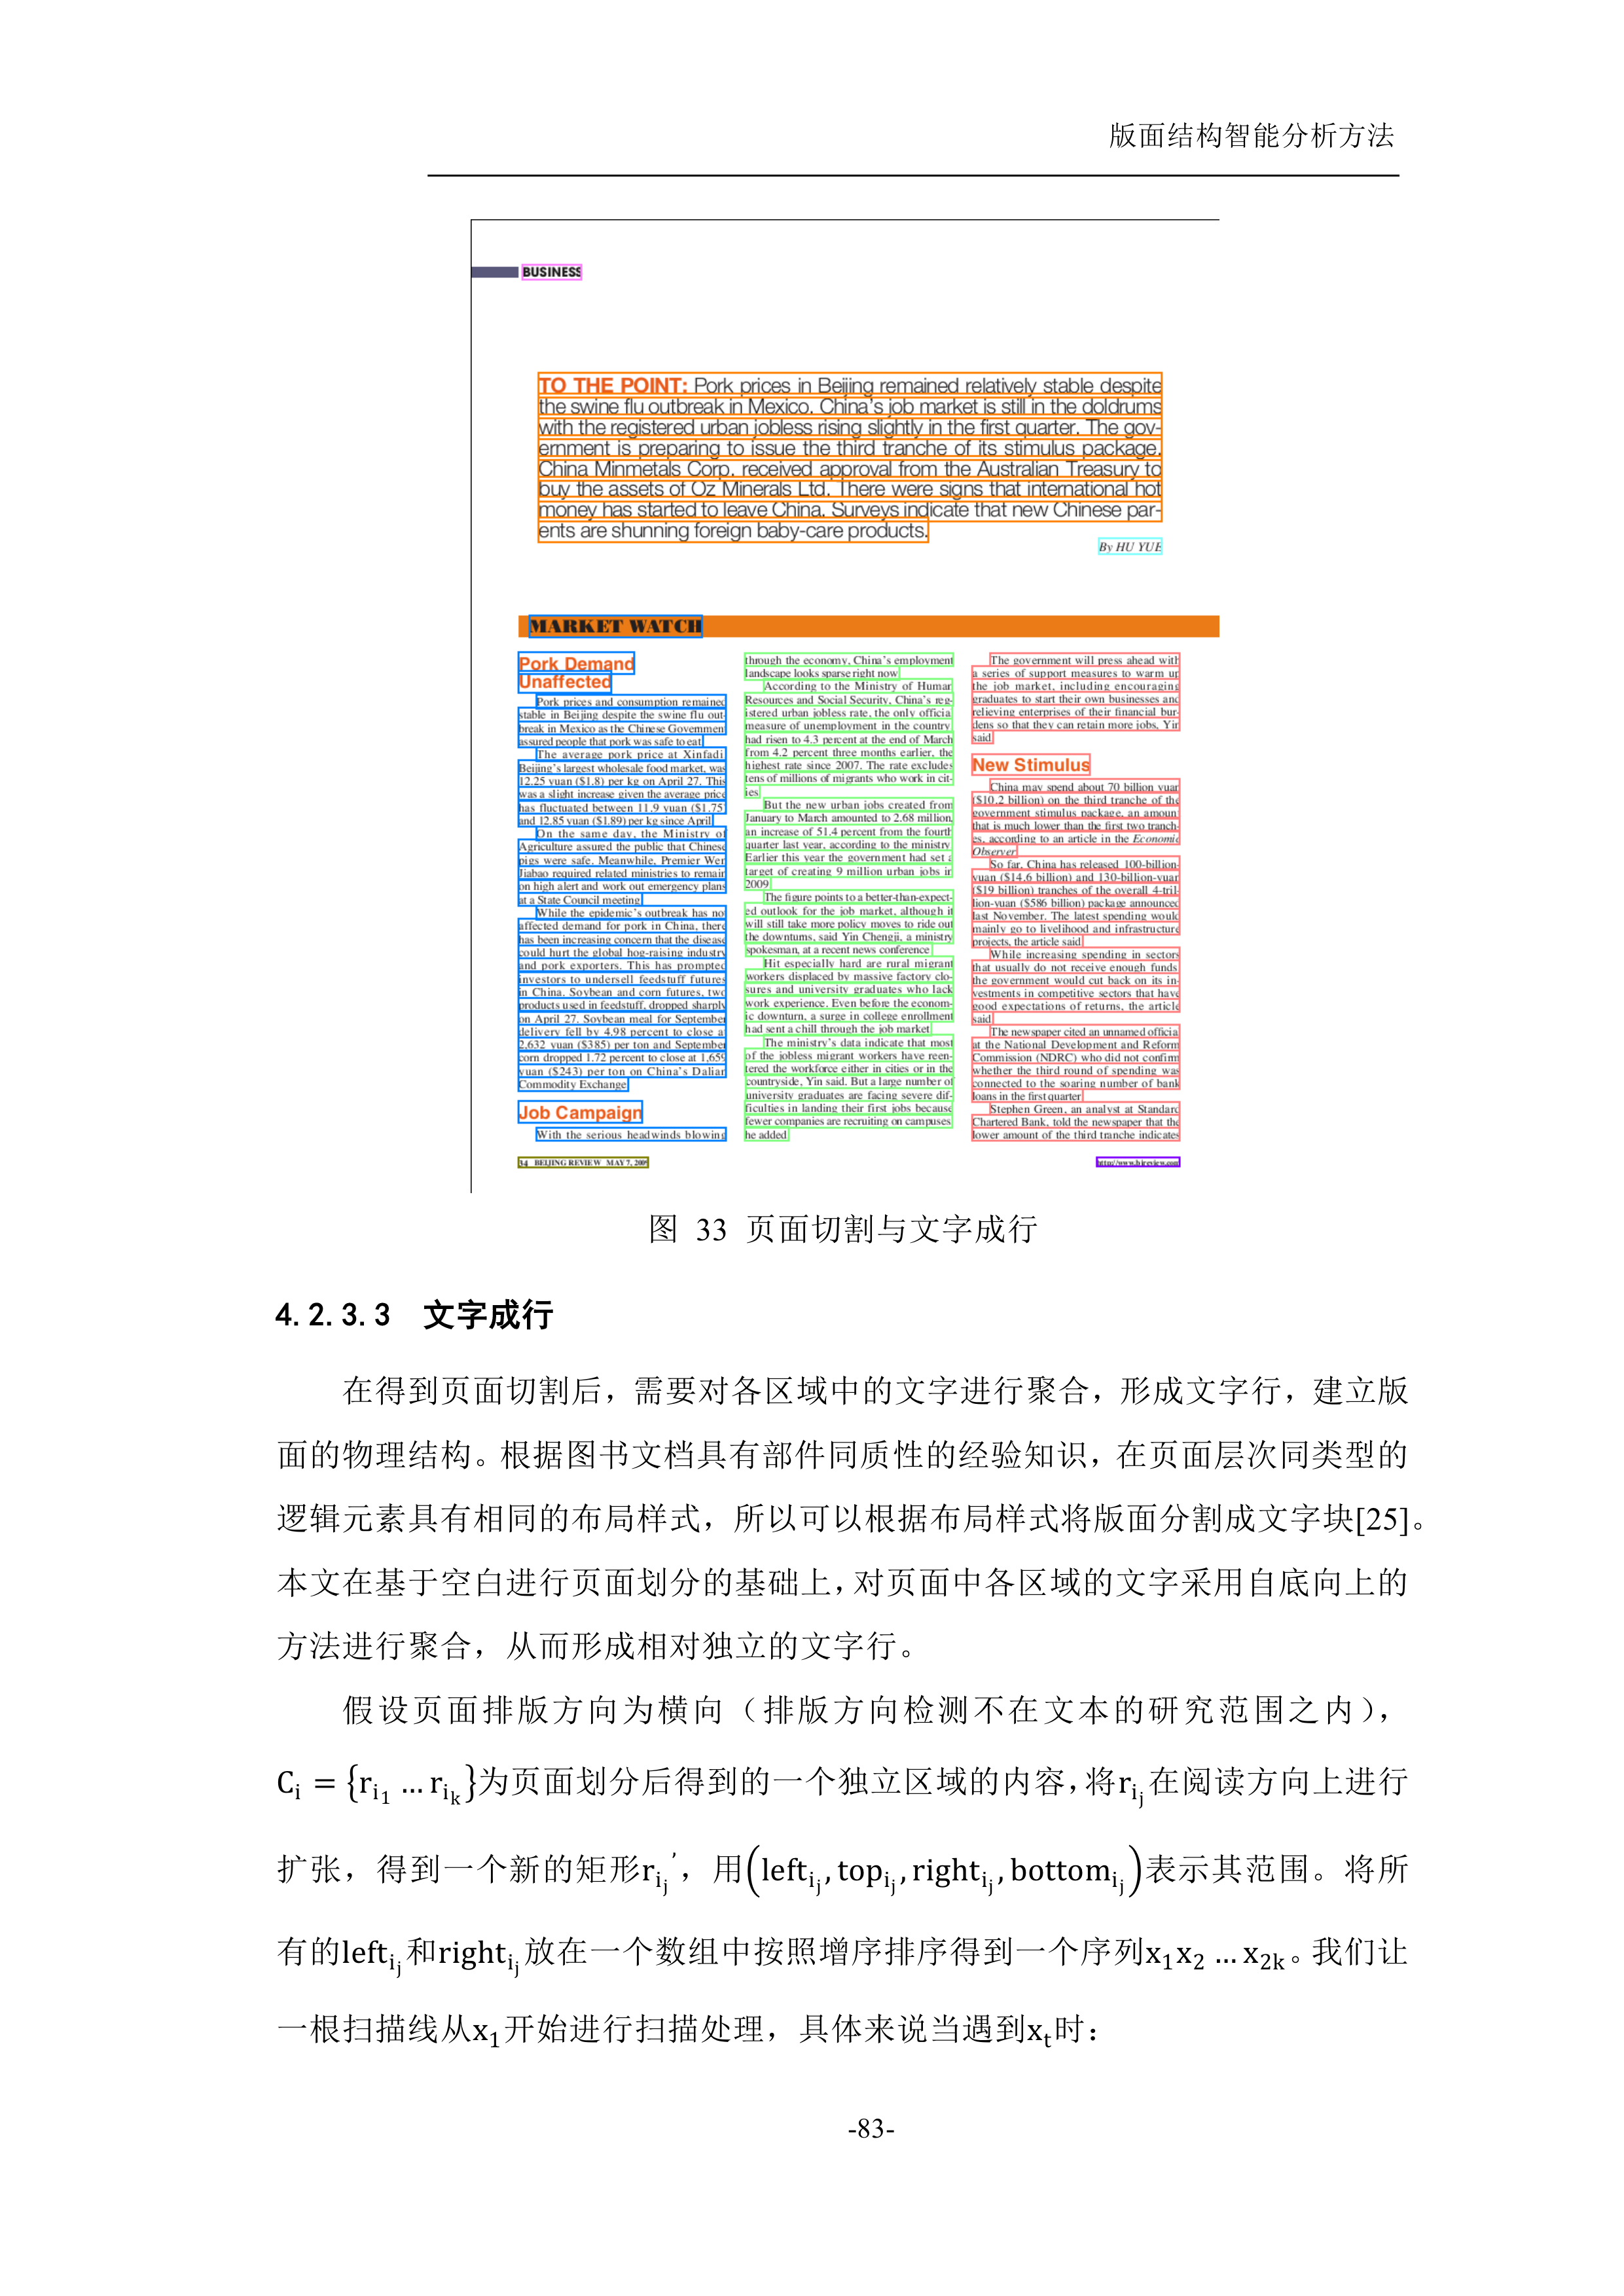 版面结构智能分析方法
BUSINESS
TO THE POINT: Pork prices in Beijing remained relatively stable despite
the swine flu outbreak in Mexico. China's job market is still in the doldrums
with the registered urban jobless rising slightly in the first quarter. The gov-
ernment is preparing to issue the third tranche of its stimulus package.
China Minmetals Corp. received approval from the Australian Treasury to
buy the assets of Oz Minerals Ltd. There were signs that international hot
money has started to leave China. Surveys indicate that new Chinese par-
ents are shunning foreign baby-care products.
By HU YUE
MARKET WATCH
Pork Demand
Unaffected
Pork prices and consumption remained
stable in Beijing despite the swine flu out-
break in Mexico as the Chinese Government
assured people that pork was safe to eat
The average pork price at Xinfadi
Beijing's largest wholesale food market, was
12.25 yuan ($1.8) per kg on April 27. This
was a slight increase given the average price
has fluctuated between 11.9 yuan ($1.75)
and 12.85 yuan ($1.89) per kg since April
On the same day, the Ministry of
Agriculture assured the public that Chinese
pigs were safe. Meanwhile, Premier Wen
Jiabao required related ministries to remain
on high alert and work out emergency plans
at a State Council meeting
While the epidemic's outbreak has not
affected demand for pork in China, there
has been increasing concern that the disease
could hurt the global hog-raising industry
and pork exporters. This has prompted
investors to undersell feedstuff futures
in China. Soybean and corn futures, two
products used in feedstuff, dropped sharply
on April 27. Soybean meal for September
delivery fell by 4.98 percent to close at
2,632 yuan ($385) per ton and September
corn dropped 1.72 percent to close at 1,659
yuan ($243) per ton on China's Dalian
Commodity Exchange
Job Campaign
With the serious headwinds blowing
through the economy, China's employment
landscape looks sparse right now
According to the Ministry of Human
Resources and Social Security, China's reg-
istered urban jobless rate, the only official
measure of unemployment in the country
had risen to 4.3 percent at the end of March
from 4.2 percent three months earlier, the
highest rate since 2007. The rate excludes
tens of millions of migrants who work in cit-
ies
But the new urban jobs created from
January to March amounted to 2.68 million,
an increase of 51.4 percent from the fourth
quarter last year, according to the ministry
Earlier this year the government had set a
target of creating 9 million urban jobs in
2009
The figure points to a better-than-expect-
ed outlook for the job market, although it
will still take more policy moves to ride out
the downturns, said Yin Chengji, a ministry
spokesman, at a recent news conference
Hit especially hard are rural migrant
workers displaced by massive factory clo-
sures and university graduates who lack
work experience. Even before the econom-
ic downturn, a surge in college enrollment
had sent a chill through the job market
The ministry's data indicate that most
of the jobless migrant workers have reen-
tered the workforce either in cities or in the
countryside, Yin said. But a large number of
university graduates are facing severe dif-
ficulties in landing their first jobs because
fewer companies are recruiting on campuses
he added
The government will press ahead with
a series of support measures to warm up
the job market, including encouraging
graduates to start their own businesses and
relieving enterprises of their financial bur-
dens so that they can retain more jobs, Yin
said
New Stimulus
China may spend about 70 billion yuan
($10.2 billion) on the third tranche of the
government stimulus package, an amount
that is much lower than the first two tranch-
es, according to an article in the Economic
Observer
So far, China has released 100-billion-
yuan ($14.6 billion) and 130-billion-yuan
($19 billion) tranches of the overall 4-tril-
lion-yuan ($586 billion) package announced
last November. The latest spending would
mainly go to livelihood and infrastructure
projects, the article said
While increasing spending in sectors
that usually do not receive enough funds
the government would cut back on its in-
vestments in competitive sectors that have
good expectations of returns, the article
said
The newspaper cited an unnamed official
at the National Development and Reform
Commission (NDRC) who did not confirm
whether the third round of spending was
connected to the soaring number of bank
loans in the first quarter
Stephen Green, an analyst at Standard
Chartered Bank, told the newspaper that the
lower amount of the third tranche indicates
34 BEIJING REVIEW MAY 7, 2009
http://www.bjreview.com
图 33 页面切割与文字成行
4.2.3.3 文字成行
在得到页面切割后，需要对各区域中的文字进行聚合，形成文字行，建立版
面的物理结构。根据图书文档具有部件同质性的经验知识，在页面层次同类型的
逻辑元素具有相同的布局样式，所以可以根据布局样式将版面分割成文字块[25]。
本文在基于空白进行页面划分的基础上，对页面中各区域的文字采用自底向上的
方法进行聚合，从而形成相对独立的文字行。
假设页面排版方向为横向（排版方向检测不在文本的研究范围之内），
C_i = {r_{i_1} … r_{i_k}}为页面划分后得到的一个独立区域的内容，将r_{i_j}在阅读方向上进行
扩张，得到一个新的矩形r_{i_j}′，用(left_{i_j}, top_{i_j}, right_{i_j}, bottom_{i_j})表示其范围。将所
有的left_{i_j}和right_{i_j}放在一个数组中按照增序排序得到一个序列x_1x_2 … x_{2k}。我们让
一根扫描线从x_1开始进行扫描处理，具体来说当遇到x_t时：
-83-